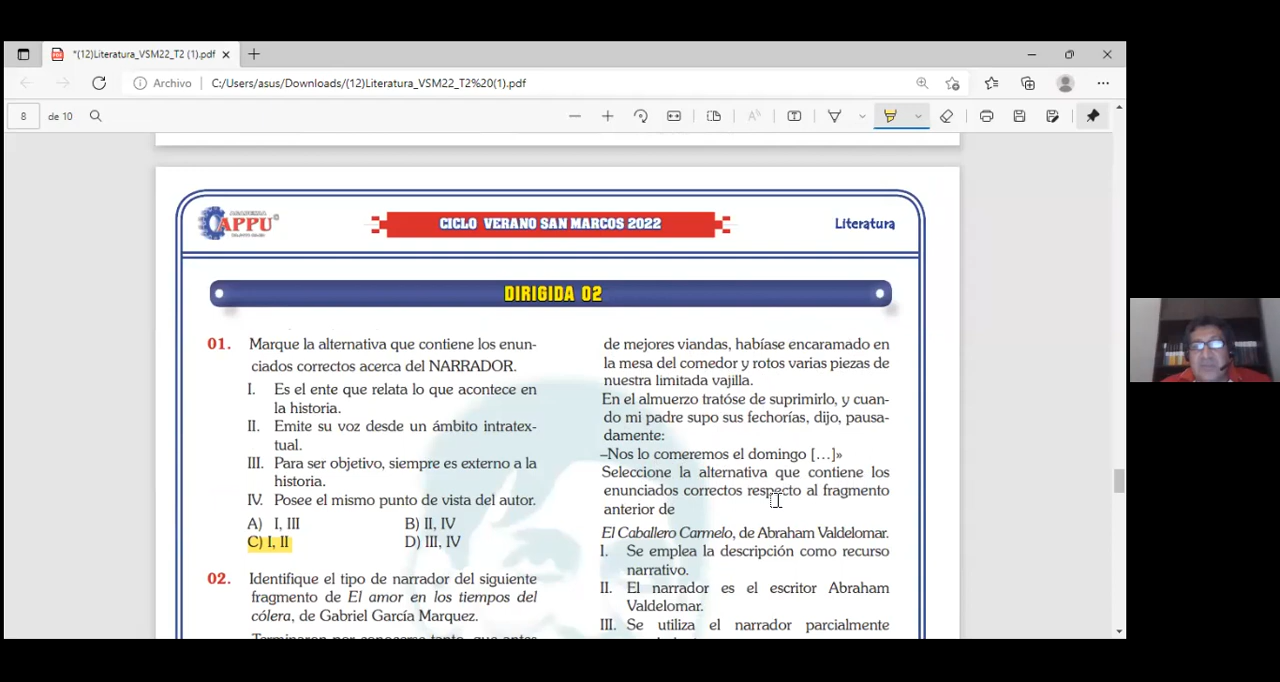 *(12)Literatura_VSM22_T2 (1).pdf
Archivo
C:/Users/asus/Downloads/(12)Literatura_VSM22_T2%20(1).pdf
8
de 10
ACADEMIA
APPU
CICLO VERANO SAN MARCOS 2022
Literatura
DIRIGIDA 02
01. Marque la alternativa que contiene los enun-
ciados correctos acerca del NARRADOR.
I. Es el ente que relata lo que acontece en
la historia.
II. Emite su voz desde un ámbito intratex-
tual.
III. Para ser objetivo, siempre es externo a la
historia.
IV. Posee el mismo punto de vista del autor.
A) I, III
B) II, IV
C) I, II
D) III, IV
02. Identifique el tipo de narrador del siguiente
fragmento de El amor en los tiempos del
cólera, de Gabriel García Marquez.
Terminaron por conocerse tanto, que antes
de mejores viandas, habíase encaramado en
la mesa del comedor y rotos varias piezas de
nuestra limitada vajilla.
En el almuerzo tratóse de suprimirlo, y cuan-
do mi padre supo sus fechorías, dijo, pausa-
damente:
–Nos lo comeremos el domingo […]»
Seleccione la alternativa que contiene los
enunciados correctos respecto al fragmento
anterior de
El Caballero Carmelo, de Abraham Valdelomar.
I. Se emplea la descripción como recurso
narrativo.
II. El narrador es el escritor Abraham
Valdelomar.
III. Se utiliza el narrador parcialmente